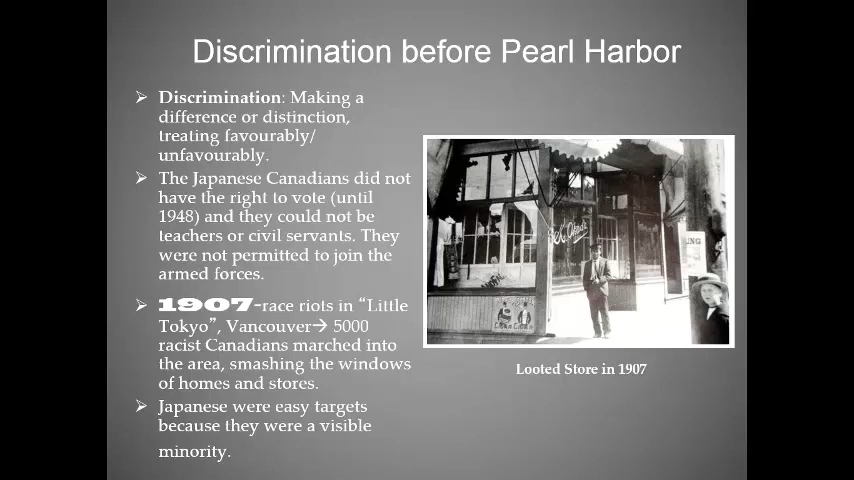 Discrimination before Pearl Harbor
➢ Discrimination: Making a
difference or distinction,
treating favourably/
unfavourably.
➢ The Japanese Canadians did not
have the right to vote (until
1948) and they could not be
teachers or civil servants. They
were not permitted to join the
armed forces.
➢ 1907-race riots in “Little
Tokyo”, Vancouver→ 5000
racist Canadians marched into
the area, smashing the windows
of homes and stores.
➢ Japanese were easy targets
because they were a visible
minority.
Looted Store in 1907